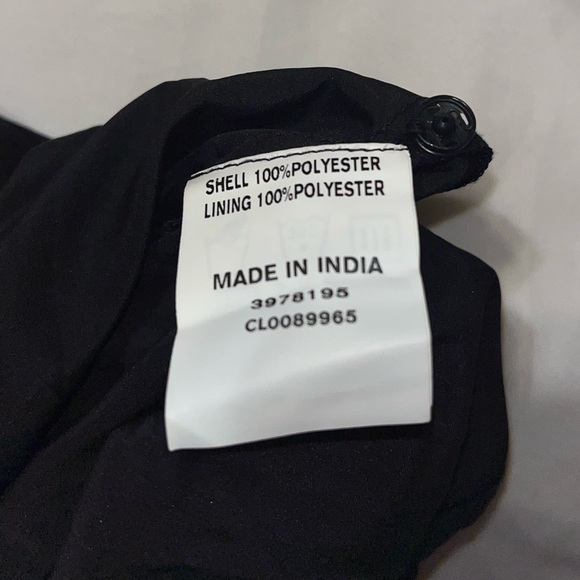 SHELL 100%POLYESTER
LINING 100%POLYESTER
MADE IN INDIA
3978195
CL0089965